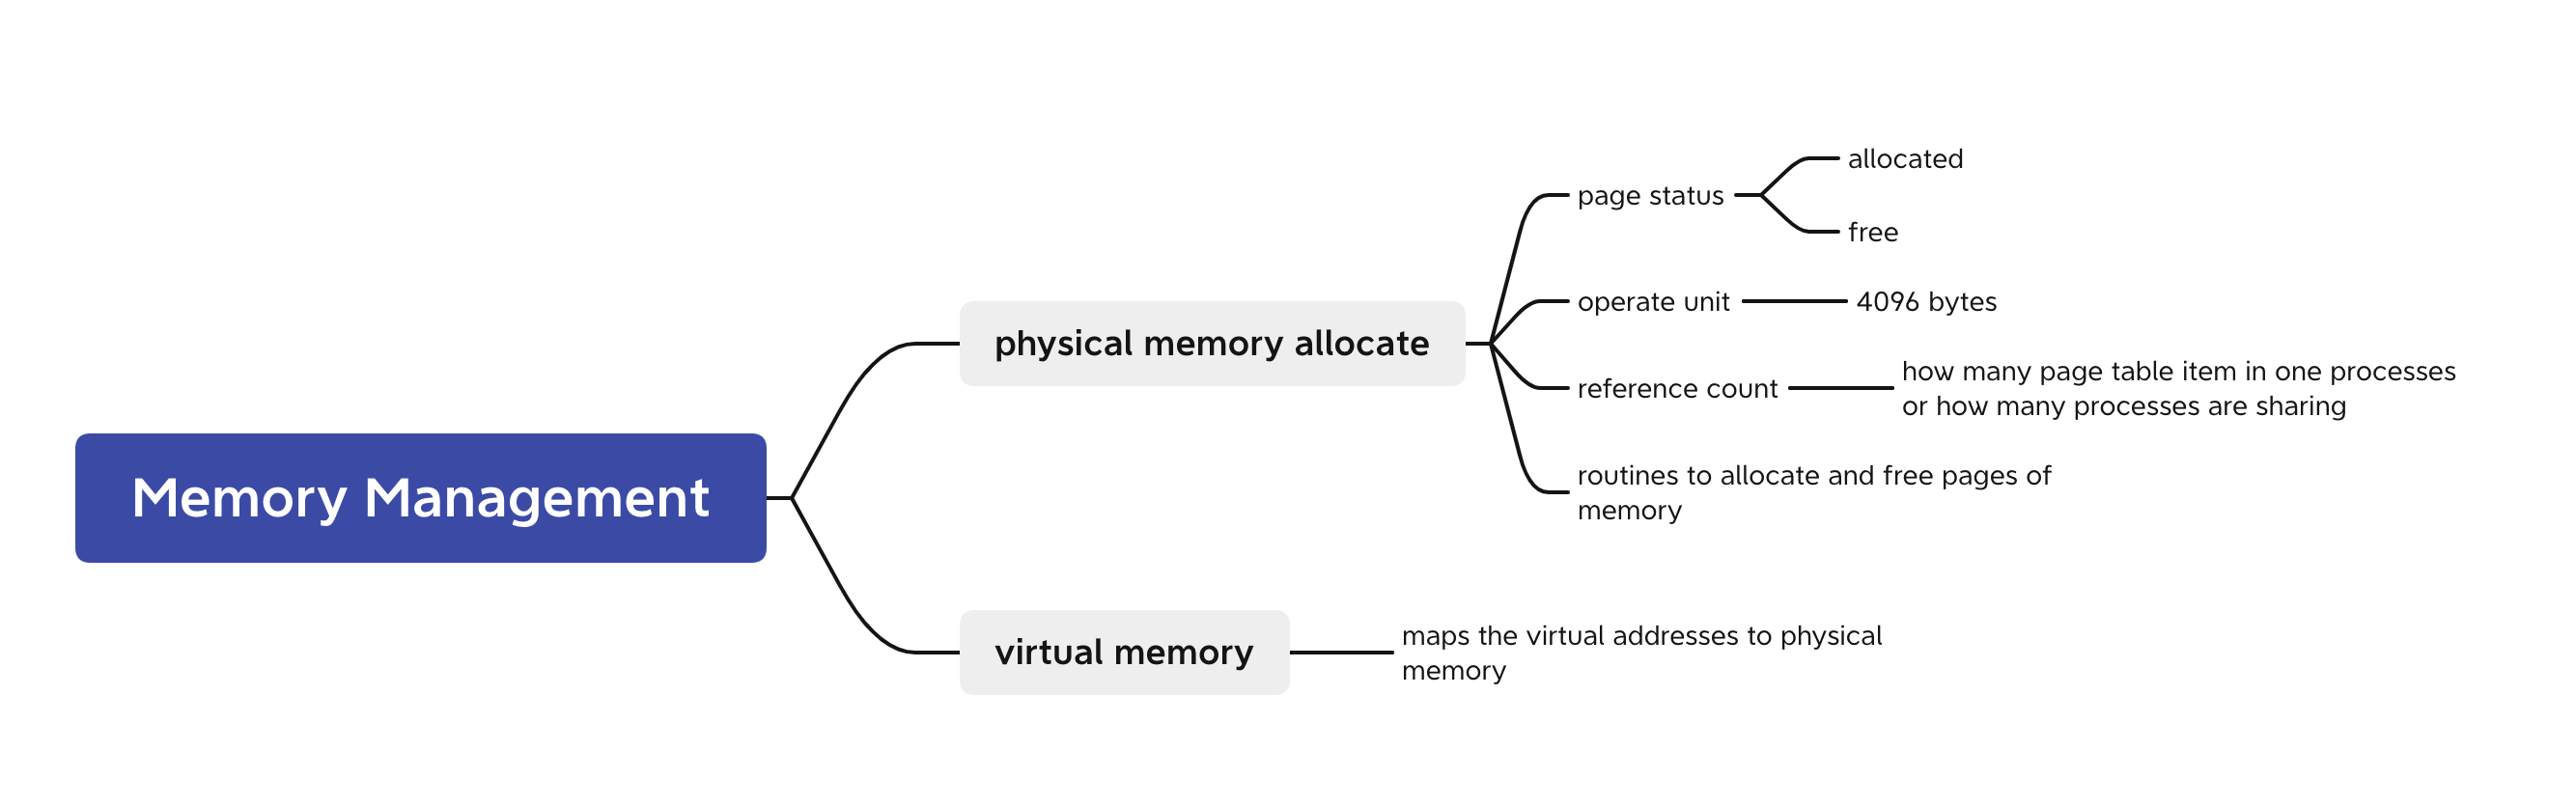 Memory Management
physical memory allocate
page status
allocated
free
operate unit
4096 bytes
reference count
how many page table item in one processes
or how many processes are sharing
routines to allocate and free pages of
memory
virtual memory
maps the virtual addresses to physical
memory